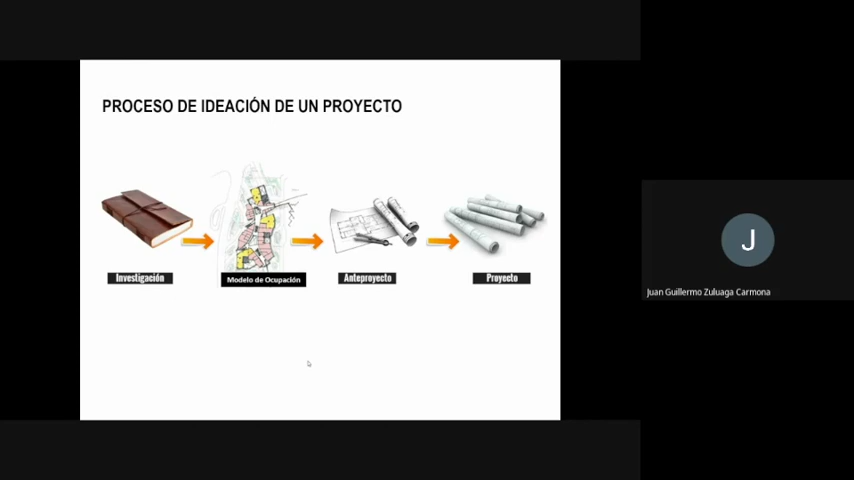 PROCESO DE IDEACIÓN DE UN PROYECTO
Investigación
Modelo de Ocupación
Anteproyecto
Proyecto
J
Juan Guillermo Zuluaga Carmona